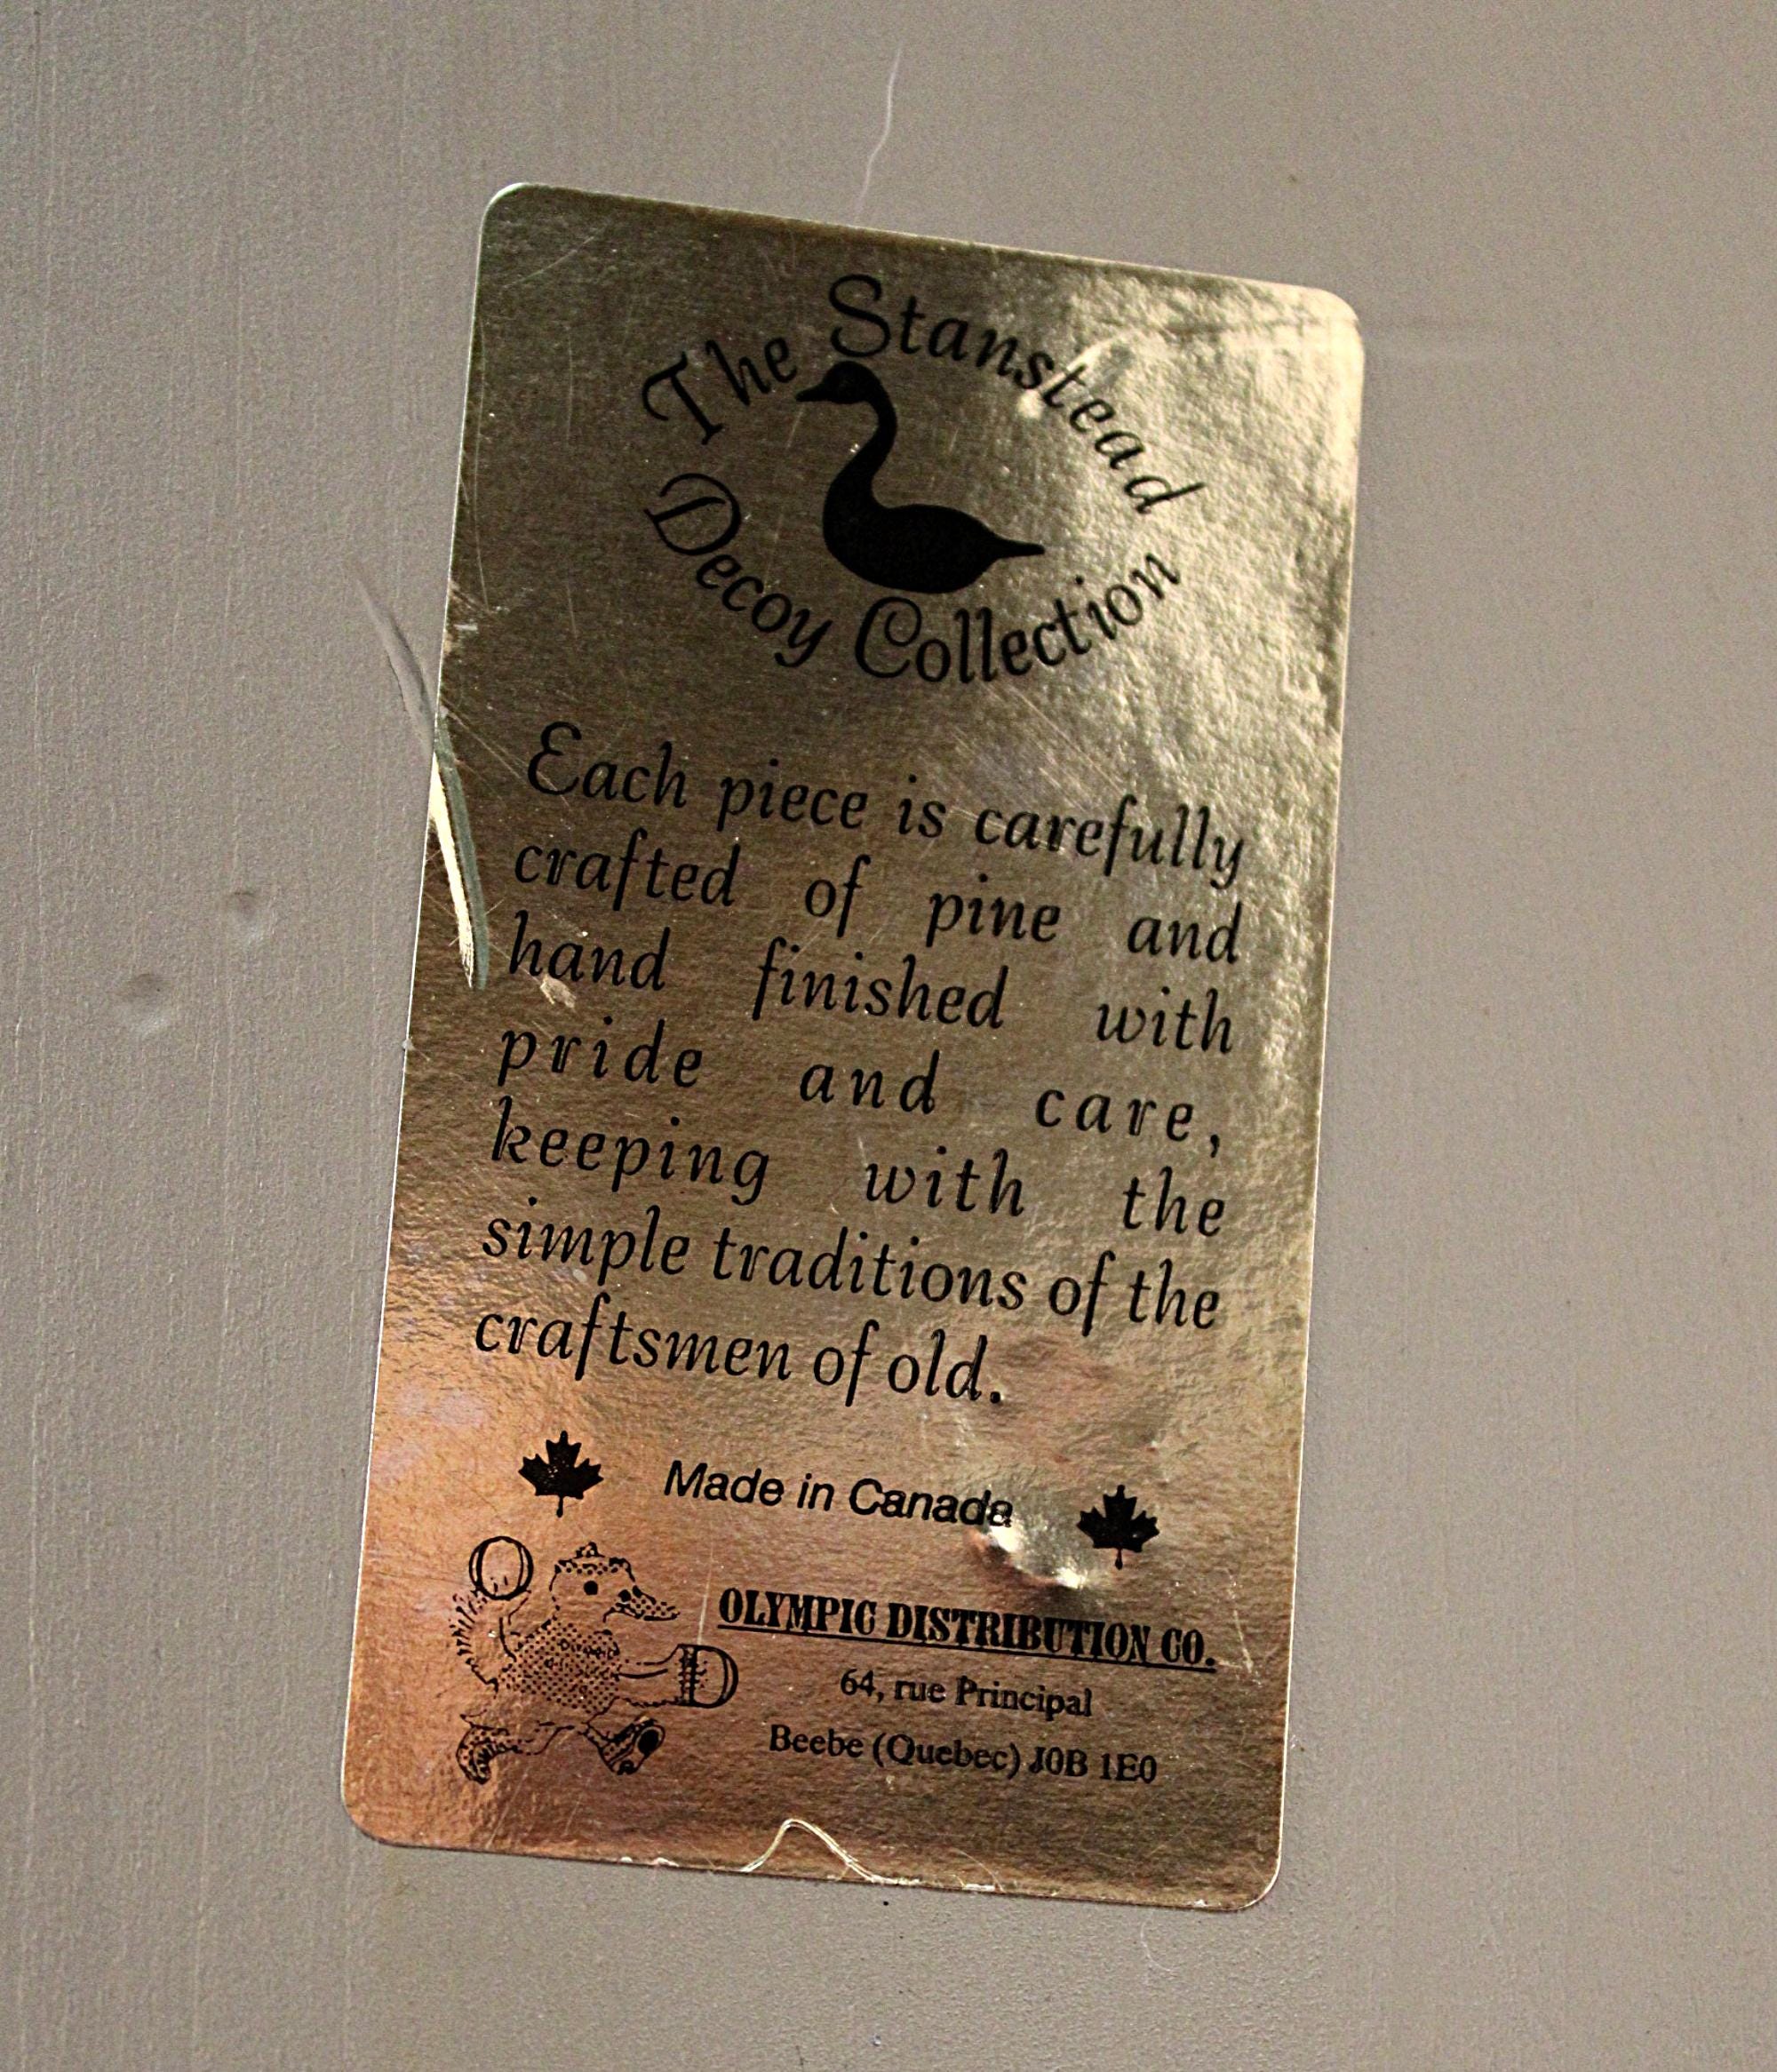 The Stanstead
Decoy Collection
Each piece is carefully
crafted of pine and
hand finished with
pride and care,
keeping with the
simple traditions of the
craftsmen of old.
Made in Canada
O
D
OLYMPIC DISTRIBUTION CO.
64, rue Principal
Beebe (Quebec) J0B 1E0